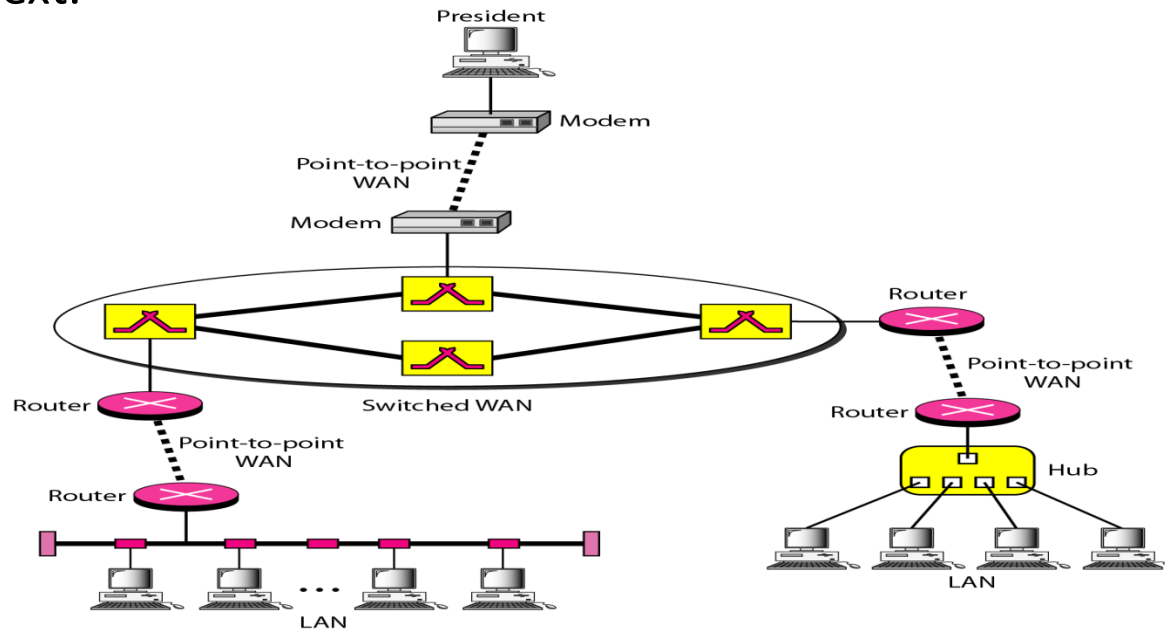 President
Modem
Point-to-point
WAN
Modem
Router
Point-to-point
WAN
Router
Switched WAN
Router
Point-to-point
WAN
Router
Hub
LAN
LAN